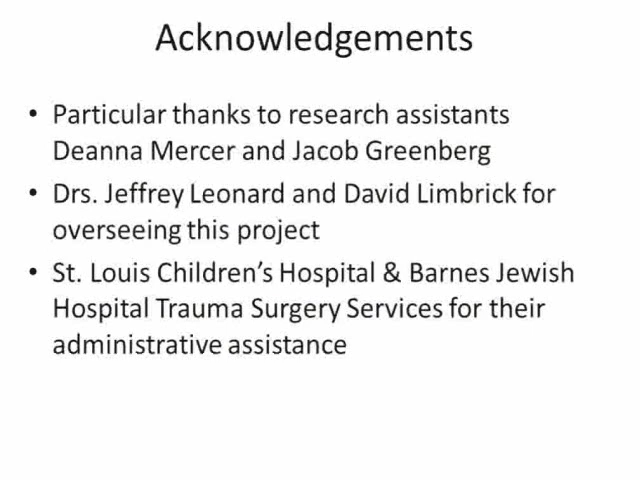 Acknowledgements
• Particular thanks to research assistants
Deanna Mercer and Jacob Greenberg
• Drs. Jeffrey Leonard and David Limbrick for
overseeing this project
• St. Louis Children’s Hospital & Barnes Jewish
Hospital Trauma Surgery Services for their
administrative assistance